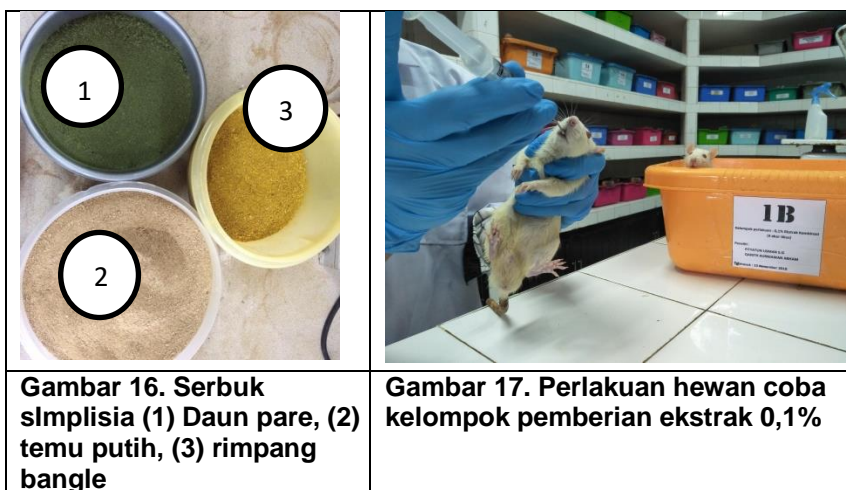 1
3
2
1B
Gambar 16. Serbuk
sImplisia (1) Daun pare, (2)
temu putih, (3) rimpang
bangle
Gambar 17. Perlakuan hewan coba
kelompok pemberian ekstrak 0,1%